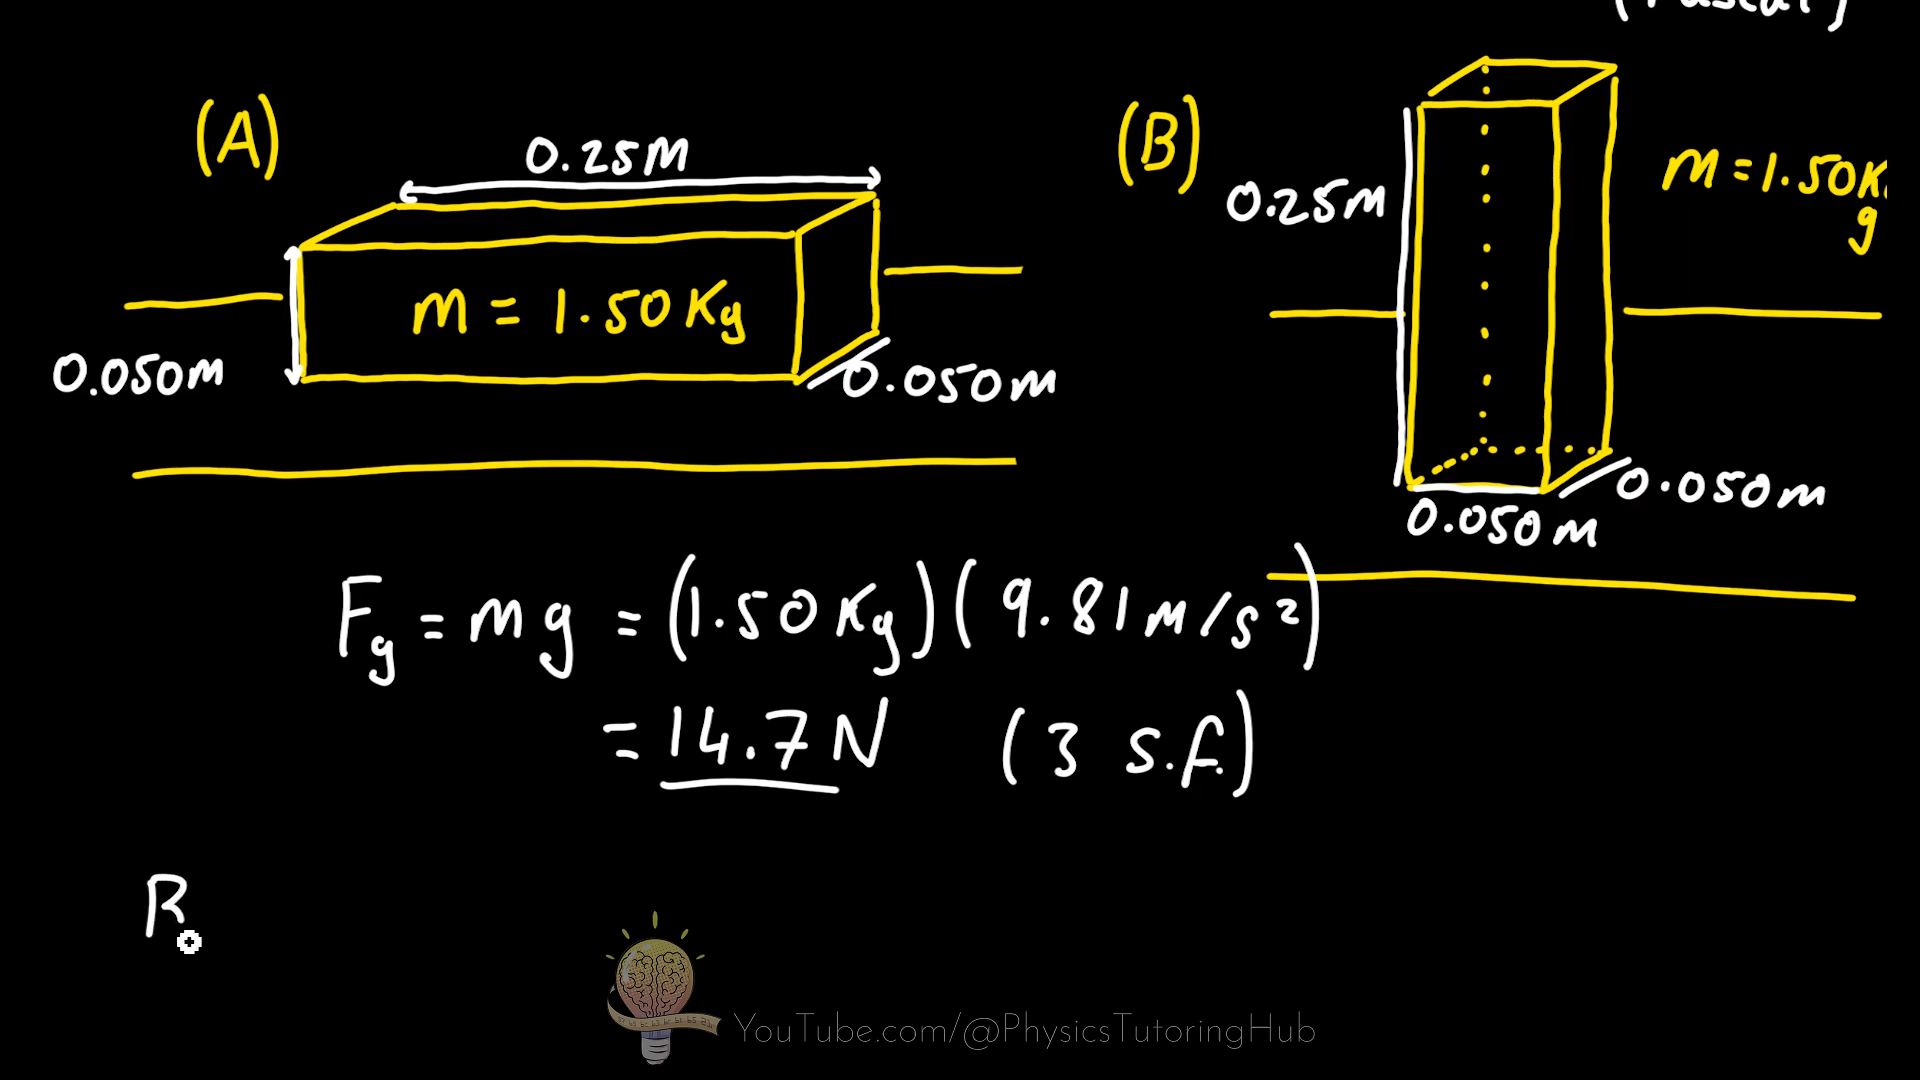 (Pascal)
(A)
0.25m
(B)
0.25m
m = 1.50Kg
m = 1.50 Kg
0.050m
0.050m
0.050m
0.050m
Fg = mg = (1.50 Kg)(9.81 m/s²)
= 14.7 N (3 s.f.)
P
YouTube.com/@PhysicsTutoringHub